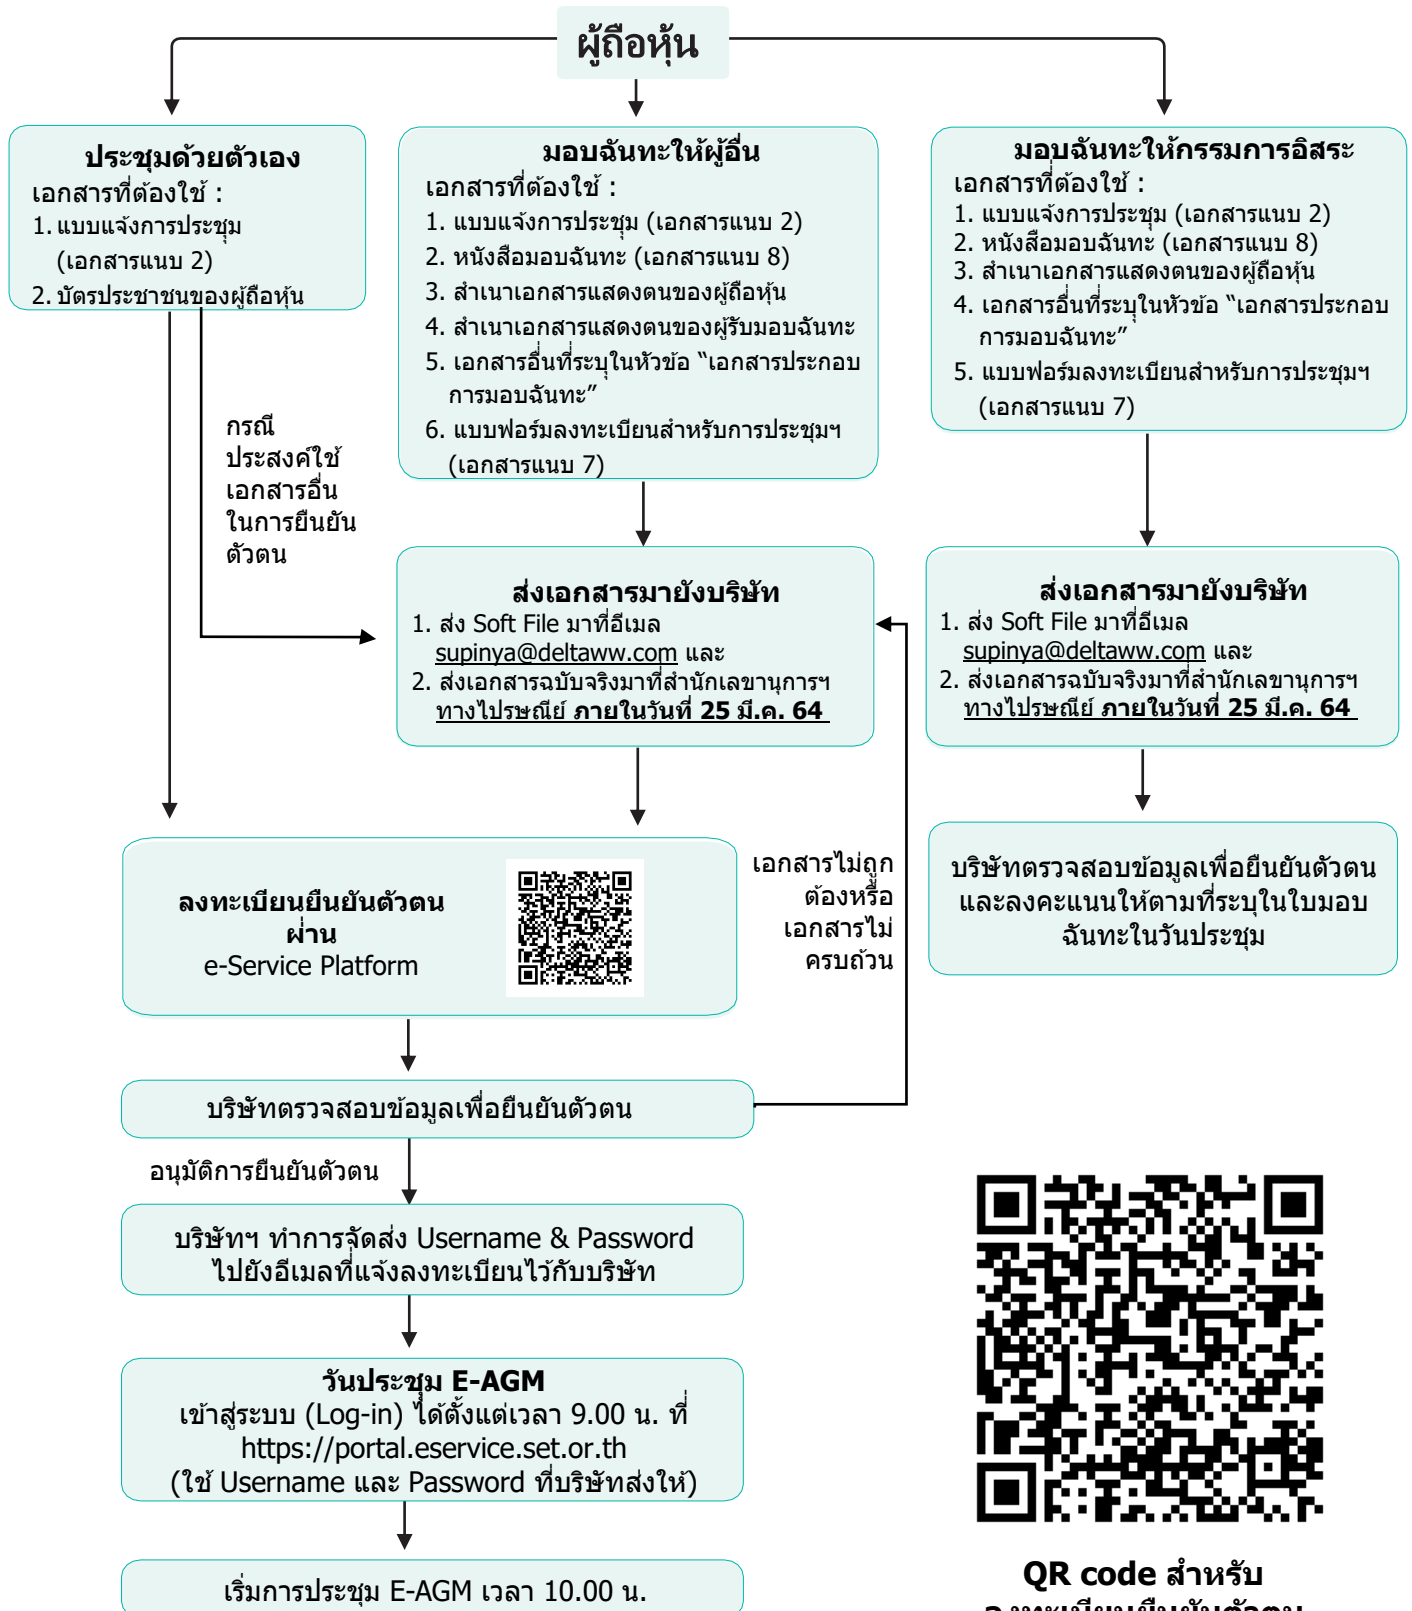 ผู้ถือหุ้น
ประชุมด้วยตัวเอง
เอกสารที่ต้องใช้ :
1. แบบแจ้งการประชุม
(เอกสารแนบ 2)
2. บัตรประชาชนของผู้ถือหุ้น
มอบฉันทะให้ผู้อื่น
เอกสารที่ต้องใช้ :
1. แบบแจ้งการประชุม (เอกสารแนบ 2)
2. หนังสือมอบฉันทะ (เอกสารแนบ 8)
3. สำเนาเอกสารแสดงตนของผู้ถือหุ้น
4. สำเนาเอกสารแสดงตนของผู้รับมอบฉันทะ
5. เอกสารอื่นที่ระบุในหัวข้อ “เอกสารประกอบ
การมอบฉันทะ”
6. แบบฟอร์มลงทะเบียนสำหรับการประชุมฯ
(เอกสารแนบ 7)
มอบฉันทะให้กรรมการอิสระ
เอกสารที่ต้องใช้ :
1. แบบแจ้งการประชุม (เอกสารแนบ 2)
2. หนังสือมอบฉันทะ (เอกสารแนบ 8)
3. สำเนาเอกสารแสดงตนของผู้ถือหุ้น
4. เอกสารอื่นที่ระบุในหัวข้อ “เอกสารประกอบ
การมอบฉันทะ”
5. แบบฟอร์มลงทะเบียนสำหรับการประชุมฯ
(เอกสารแนบ 7)
กรณี
ประสงค์ใช้
เอกสารอื่น
ในการยืนยัน
ตัวตน
ส่งเอกสารมายังบริษัท
1. ส่ง Soft File มาที่อีเมล
supinya@deltaww.com และ
2. ส่งเอกสารฉบับจริงมาที่สำนักเลขานุการฯ
ทางไปรษณีย์ ภายในวันที่ 25 มี.ค. 64
ส่งเอกสารมายังบริษัท
1. ส่ง Soft File มาที่อีเมล
supinya@deltaww.com และ
2. ส่งเอกสารฉบับจริงมาที่สำนักเลขานุการฯ
ทางไปรษณีย์ ภายในวันที่ 25 มี.ค. 64
ลงทะเบียนยืนยันตัวตน
ผ่าน
e-Service Platform
เอกสารไม่ถูก
ต้องหรือ
เอกสารไม่
ครบถ้วน
บริษัทตรวจสอบข้อมูลเพื่อยืนยันตัวตน
และลงคะแนนให้ตามที่ระบุในใบมอบ
ฉันทะในวันประชุม
บริษัทตรวจสอบข้อมูลเพื่อยืนยันตัวตน
อนุมัติการยืนยันตัวตน
บริษัทฯ ทำการจัดส่ง Username & Password
ไปยังอีเมลที่แจ้งลงทะเบียนไว้กับบริษัท
วันประชุม E-AGM
เข้าสู่ระบบ (Log-in) ได้ตั้งแต่เวลา 9.00 น. ที่
https://portal.eservice.set.or.th
(ใช้ Username และ Password ที่บริษัทส่งให้)
เริ่มการประชุม E-AGM เวลา 10.00 น.
QR code สำหรับ
ลงทะเบียนยืนยันตัวตน